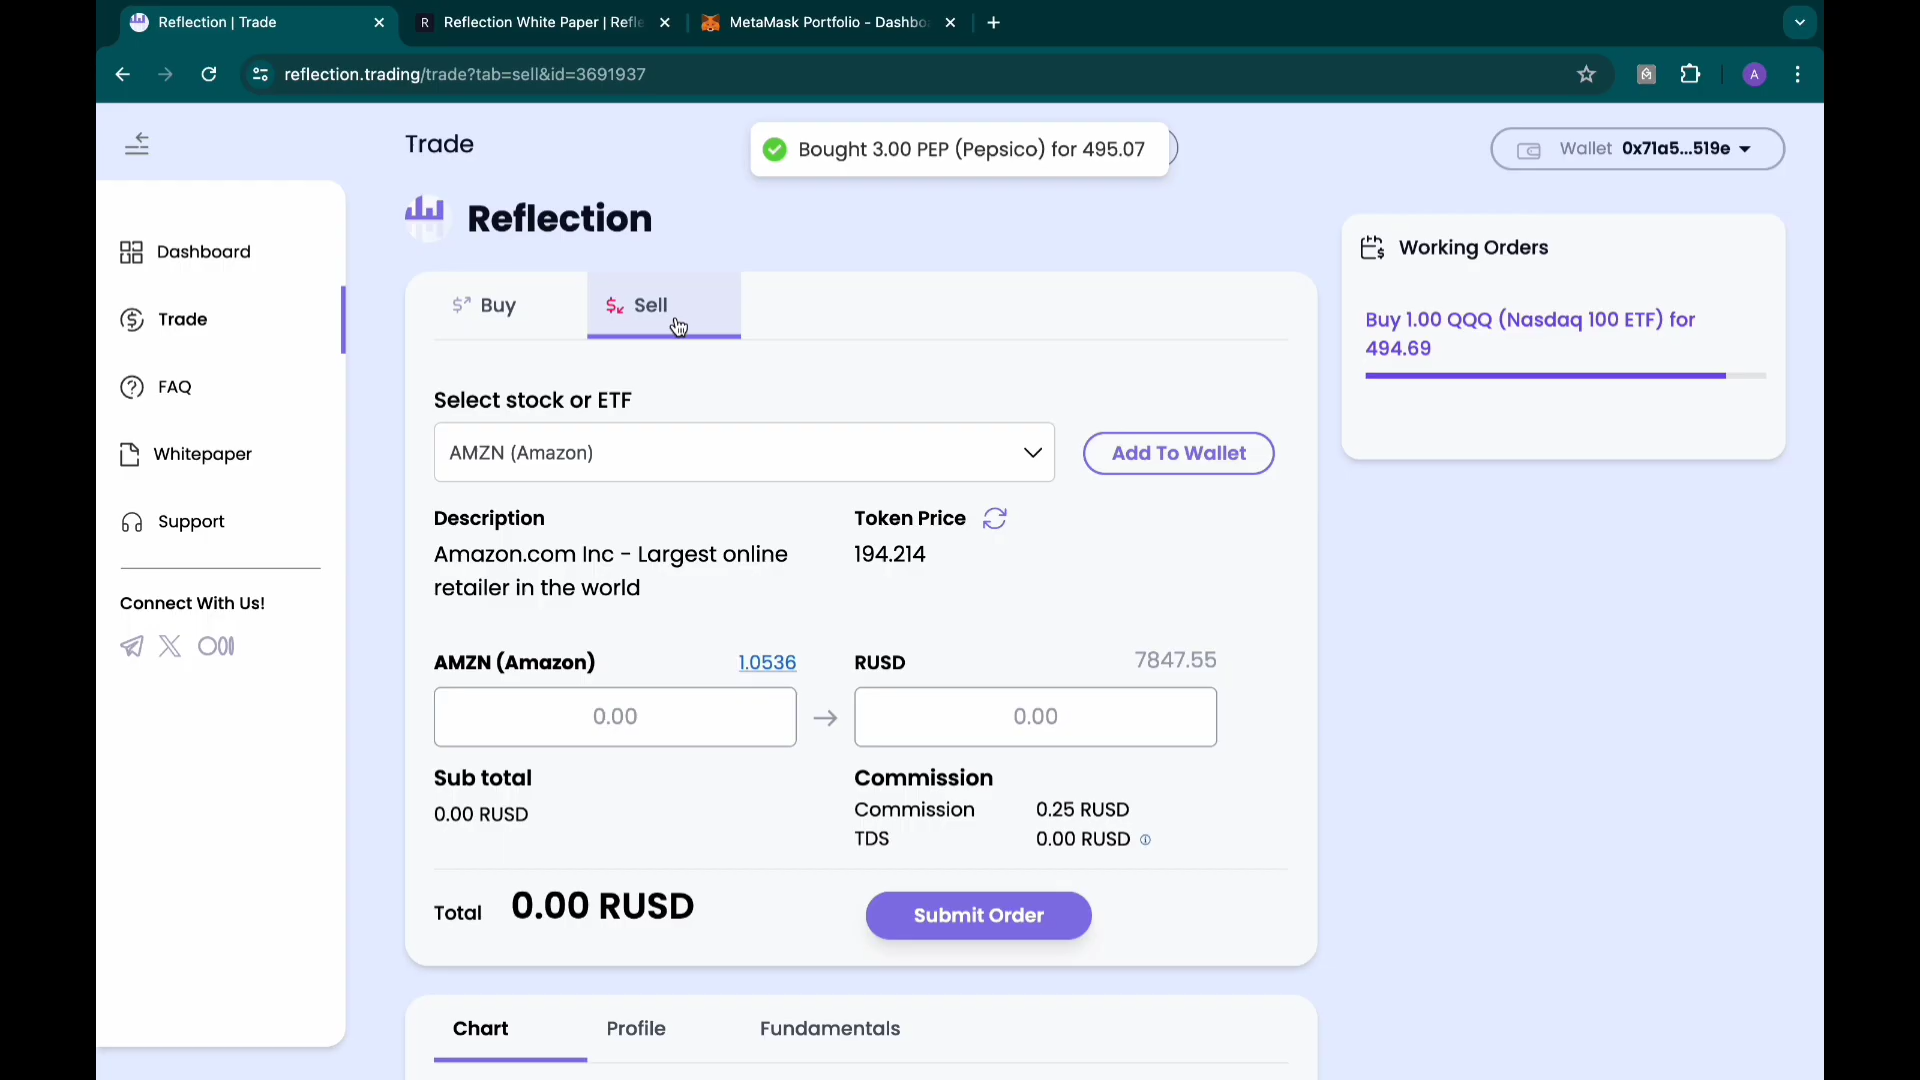 Reflection | Trade
R Reflection White Paper | Refle
MetaMask Portfolio - Dashbo
reflection.trading/trade?tab=sell&id=3691937
A
Trade
Bought 3.00 PEP (Pepsico) for 495.07
Wallet 0x71a5...519e
Reflection
Dashboard
Trade
FAQ
Whitepaper
Support
Connect With Us!
Buy
Sell
Select stock or ETF
AMZN (Amazon)
Add To Wallet
Description
Amazon.com Inc - Largest online
retailer in the world
Token Price
194.214
AMZN (Amazon)
1.0536
RUSD
7847.55
0.00
0.00
Sub total
0.00 RUSD
Commission
Commission 0.25 RUSD
TDS 0.00 RUSD
Total 0.00 RUSD
Submit Order
Chart
Profile
Fundamentals
Working Orders
Buy 1.00 QQQ (Nasdaq 100 ETF) for
494.69